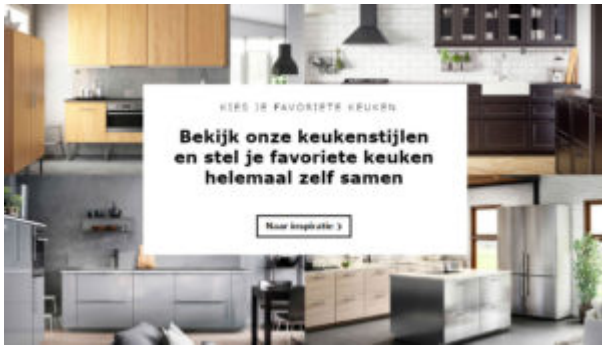 KIES JE FAVORIETE KEUKEN
Bekijk onze keukenstijlen
en stel je favoriete keuken
helemaal zelf samen
Naar inspiratie ❯